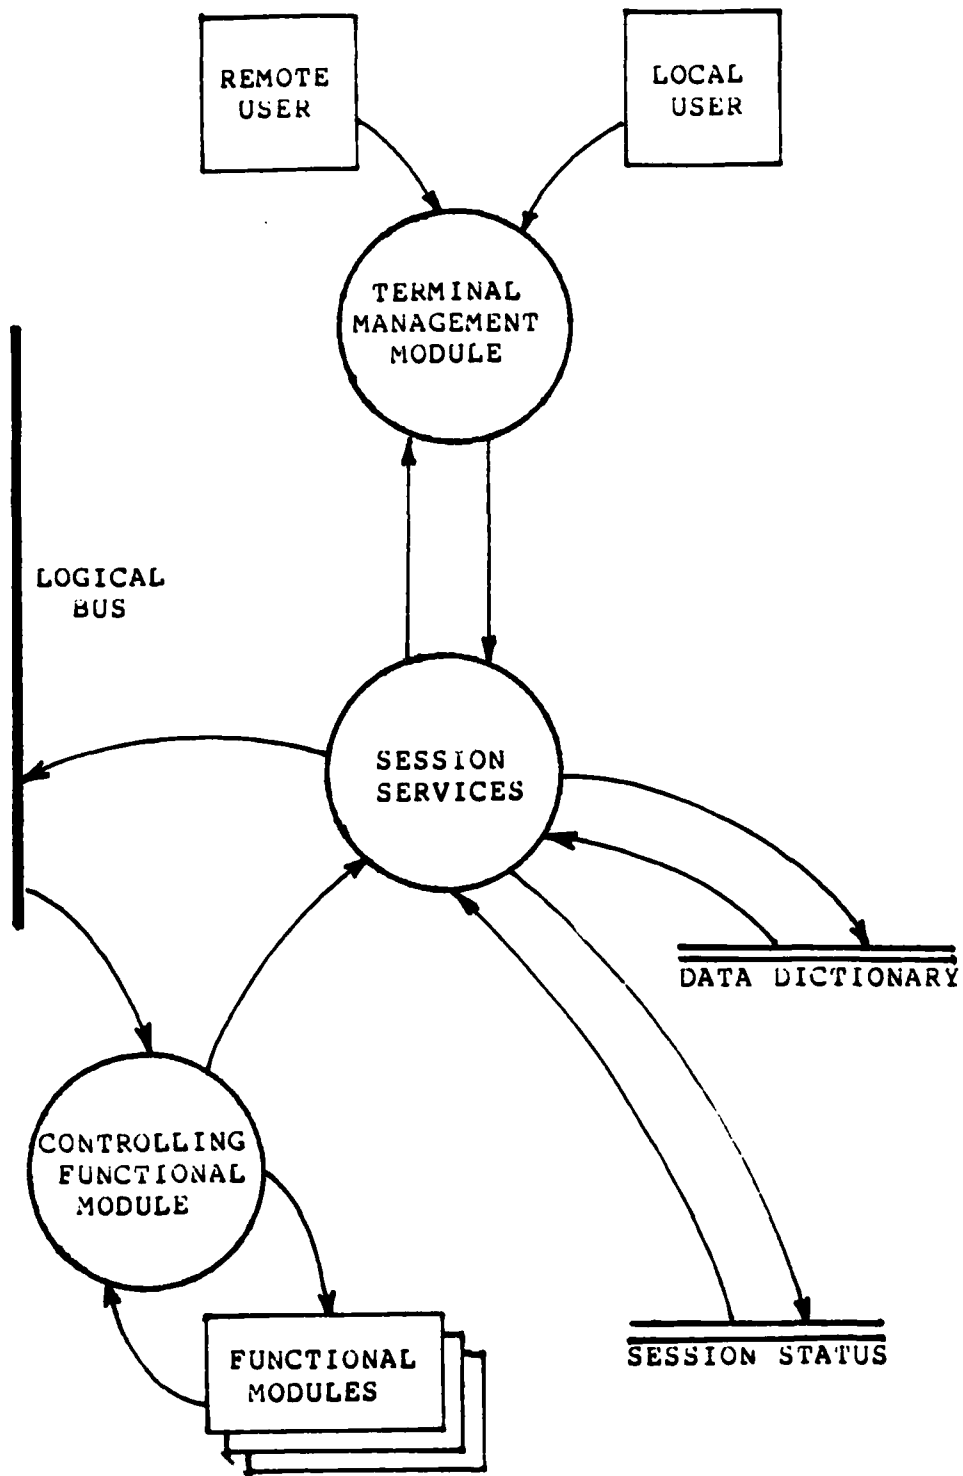 REMOTE
USER
LOCAL
USER
TERMINAL
MANAGEMENT
MODULE
LOGICAL
BUS
SESSION
SERVICES
DATA DICTIONARY
CONTROLLING
FUNCTIONAL
MODULE
FUNCTIONAL
MODULES
SESSION STATUS